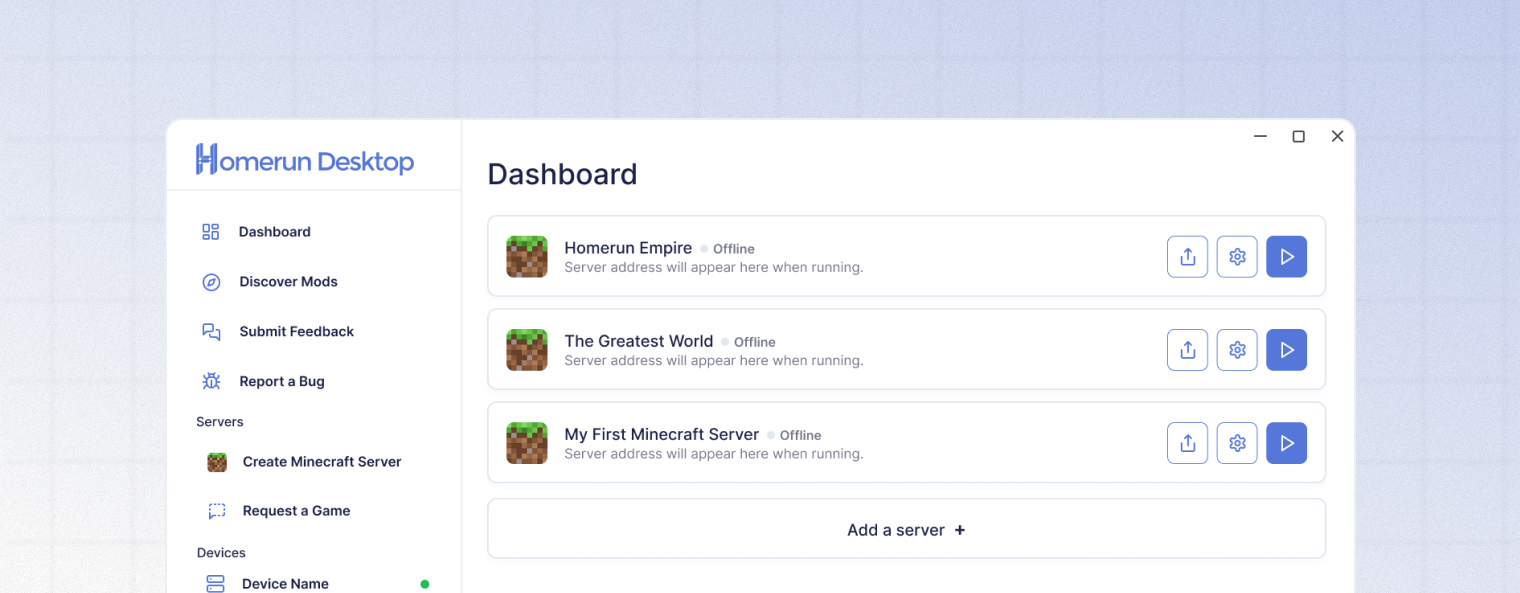 Homerun Desktop
Dashboard
Discover Mods
Submit Feedback
Report a Bug
Servers
Create Minecraft Server
Request a Game
Devices
Device Name
Dashboard
Homerun Empire Offline
Server address will appear here when running.
The Greatest World Offline
Server address will appear here when running.
My First Minecraft Server Offline
Server address will appear here when running.
Add a server +